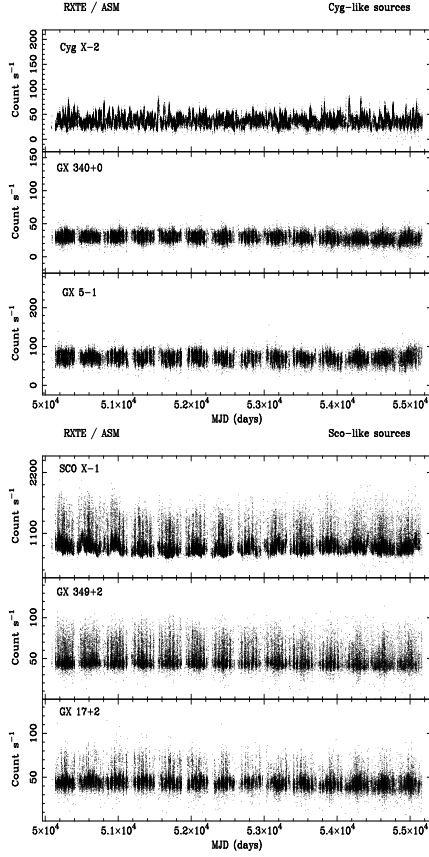 RXTE / ASM Cyg-like sources
Cyg X-2
Count s⁻¹
0 50 100 150 200
GX 340+0
Count s⁻¹
0 50 100 150
GX 5-1
Count s⁻¹
0 100 200
5×10⁴ 5.1×10⁴ 5.2×10⁴ 5.3×10⁴ 5.4×10⁴ 5.5×10⁴
MJD (days)
RXTE / ASM Sco-like sources
SCO X-1
Count s⁻¹
1100 2200
GX 349+2
Count s⁻¹
50 100
GX 17+2
Count s⁻¹
50 100
5×10⁴ 5.1×10⁴ 5.2×10⁴ 5.3×10⁴ 5.4×10⁴ 5.5×10⁴
MJD (days)